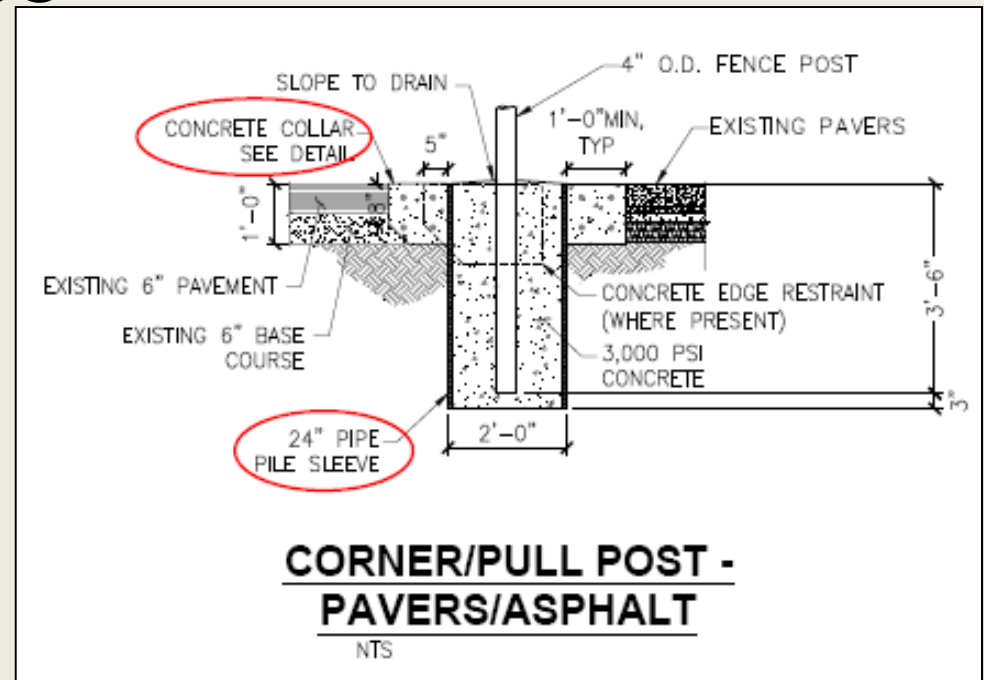 4" O.D. FENCE POST
SLOPE TO DRAIN
CONCRETE COLLAR
SEE DETAIL
5"
1'-0"MIN,
TYP
EXISTING PAVERS
1'-0"
8"
EXISTING 6" PAVEMENT
EXISTING 6" BASE
COURSE
CONCRETE EDGE RESTRAINT
(WHERE PRESENT)
3,000 PSI
CONCRETE
3'-6"
3"
24" PIPE
PILE SLEEVE
2'-0"
CORNER/PULL POST -
PAVERS/ASPHALT
NTS